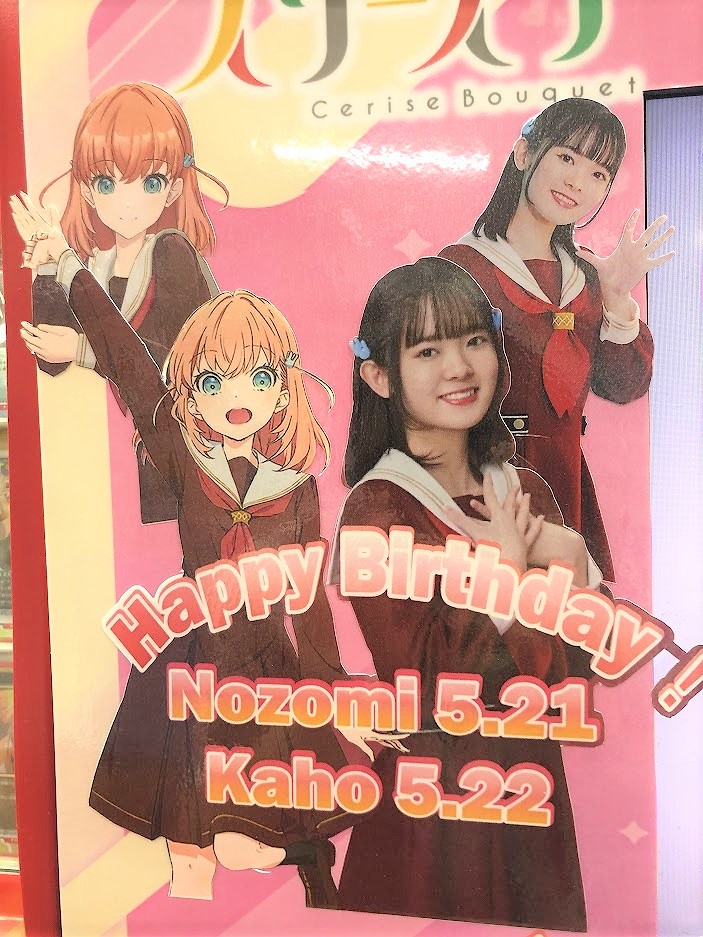 Cerise Bouquet
Happy Birthday!
Nozomi 5.21
Kaho 5.22